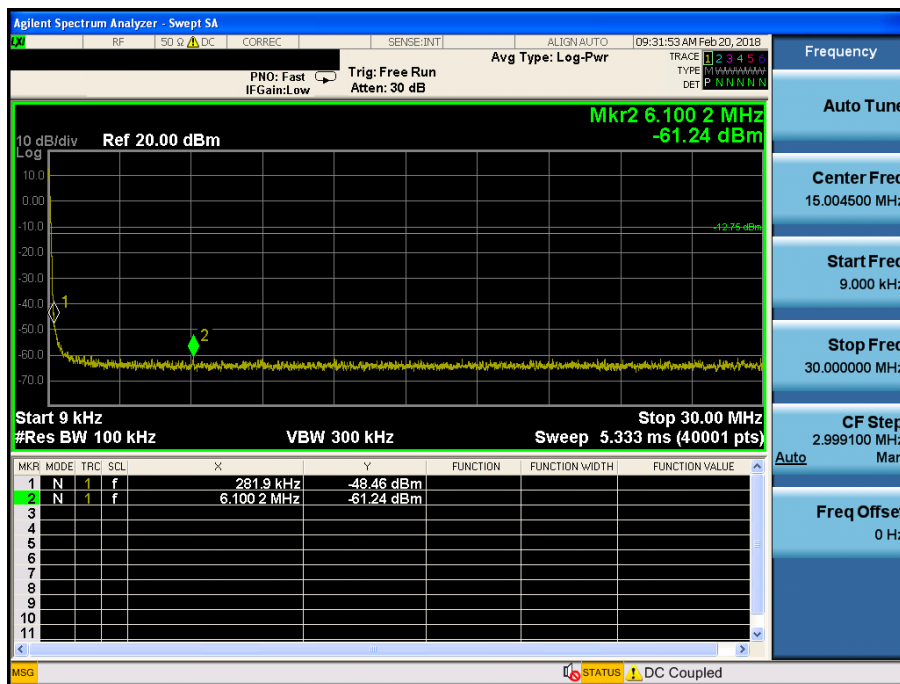 Agilent Spectrum Analyzer - Swept SA
LXI RF 50 Ω DC CORREC SENSE:INT ALIGN AUTO 09:31:53 AM Feb 20, 2018
Avg Type: Log-Pwr
TRACE 1 2 3 4 5 6
TYPE M
DET P N N N N N
PNO: Fast
IFGain:Low
Trig: Free Run
Atten: 30 dB
Mkr2 6.100 2 MHz
-61.24 dBm
10 dB/div Ref 20.00 dBm
Log
10.0
0.00
-10.0
-12.75 dBm
-20.0
-30.0
-40.0
-50.0
-60.0
-70.0
1
2
Start 9 kHz Stop 30.00 MHz
#Res BW 100 kHz VBW 300 kHz Sweep 5.333 ms (40001 pts)
MKR MODE TRC SCL X Y FUNCTION FUNCTION WIDTH FUNCTION VALUE
1 N 1 f 281.9 kHz -48.46 dBm
2 N 1 f 6.100 2 MHz -61.24 dBm
3
4
5
6
7
8
9
10
11
MSG STATUS DC Coupled
Frequency
Auto Tune
Center Freq
15.004500 MHz
Start Freq
9.000 kHz
Stop Freq
30.000000 MHz
CF Step
2.999100 MHz
Auto Man
Freq Offset
0 Hz